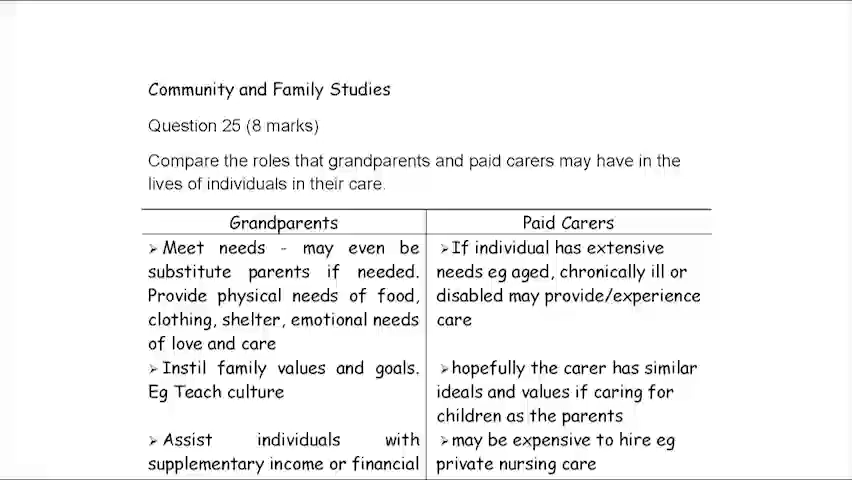 Community and Family Studies
Question 25 (8 marks)
Compare the roles that grandparents and paid carers may have in the
lives of individuals in their care.
Grandparents
➢ Meet needs - may even be
substitute parents if needed.
Provide physical needs of food,
clothing, shelter, emotional needs
of love and care
➢ Instil family values and goals.
Eg Teach culture
➢ Assist individuals with
supplementary income or financial
Paid Carers
➢ If individual has extensive
needs eg aged, chronically ill or
disabled may provide/experience
care
➢ hopefully the carer has similar
ideals and values if caring for
children as the parents
➢ may be expensive to hire eg
private nursing care